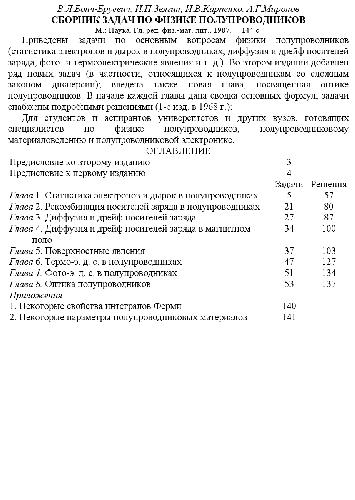 В.Л.Бонч-Бруевич, И.П.Звягин, И.В.Карпенко, А.Г.Миронов
СБОРНИК ЗАДАЧ ПО ФИЗИКЕ ПОЛУПРОВОДНИКОВ
М.: Наука. Гл. ред. физ.-мат. лит., 1987. — 144 с
Приведены задачи по основным вопросам физики полупроводников
(статистика электронов и дырок в полупроводниках, диффузия и дрейф носителей
заряда, фото- и термоэлектрические явления и т. д.). Во втором издании добавлен
ряд новых задач (в частности, относящихся к полупроводникам со сложным
законом дисперсии), введена также новая глава, посвященная оптике
полупроводников. В начале каждой главы дана сводка основных формул, задачи
снабжены подробными решениями (1-е изд. в 1968 г.).
Для студентов и аспирантов университетов и других вузов, готовящих
специалистов по физике полупроводников, полупроводниковому
материаловедению и полупроводниковой электронике.
ОГЛАВЛЕНИЕ
Предисловие ко второму изданию 3
Предисловие к первому изданию 4
Задачи Решения
Глава 1. Статистика электронов и дырок в полупроводниках 5 57
Глава 2. Рекомбинация носителей заряда в полупроводниках 21 80
Глава 3. Диффузия и дрейф носителей заряда 27 87
Глава 4. Диффузия и дрейф носителей заряда в магнитном 34 100
поле
Глава 5. Поверхностные явления 37 103
Глава 6. Термо-э. д. с. в полупроводниках 47 127
Глава 7. Фото-э. д. с. в полупроводниках 51 134
Глава 8. Оптика полупроводников 53 137
Приложения
1. Некоторые свойства интегралов Ферми 140
2. Некоторые параметры полупроводниковых материалов 141